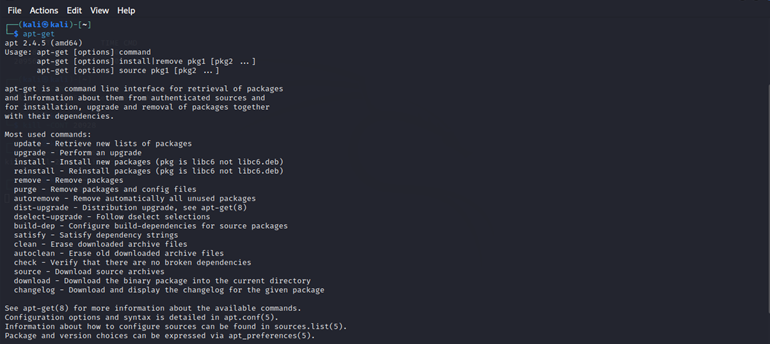 File Actions Edit View Help
┌──(kali㉿kali)-[~]
└─$ apt-get
apt 2.4.5 (amd64)
Usage: apt-get [options] command
       apt-get [options] install|remove pkg1 [pkg2 ...]
       apt-get [options] source pkg1 [pkg2 ...]

apt-get is a command line interface for retrieval of packages
and information about them from authenticated sources and
for installation, upgrade and removal of packages together
with their dependencies.

Most used commands:
  update - Retrieve new lists of packages
  upgrade - Perform an upgrade
  install - Install new packages (pkg is libc6 not libc6.deb)
  reinstall - Reinstall packages (pkg is libc6 not libc6.deb)
  remove - Remove packages
  purge - Remove packages and config files
  autoremove - Remove automatically all unused packages
  dist-upgrade - Distribution upgrade, see apt-get(8)
  dselect-upgrade - Follow dselect selections
  build-dep - Configure build-dependencies for source packages
  satisfy - Satisfy dependency strings
  clean - Erase downloaded archive files
  autoclean - Erase old downloaded archive files
  check - Verify that there are no broken dependencies
  source - Download source archives
  download - Download the binary package into the current directory
  changelog - Download and display the changelog for the given package

See apt-get(8) for more information about the available commands.
Configuration options and syntax is detailed in apt.conf(5).
Information about how to configure sources can be found in sources.list(5).
Package and version choices can be expressed via apt_preferences(5).